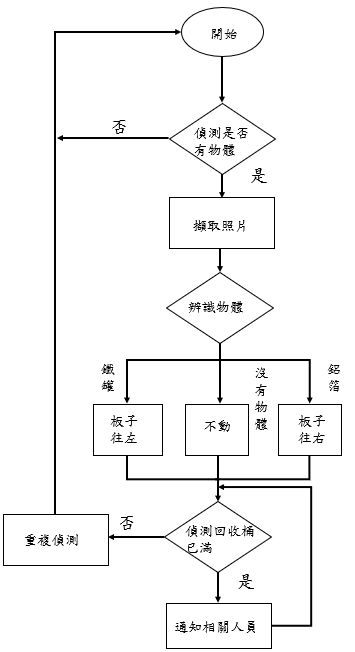 開始
偵測是否
有物體
否
是
擷取照片
辨識物體
鐵
罐
沒
有
物
體
鋁
箔
板子
往左
不動
板子
往右
偵測回收桶
已滿
否
重複偵測
是
通知相關人員